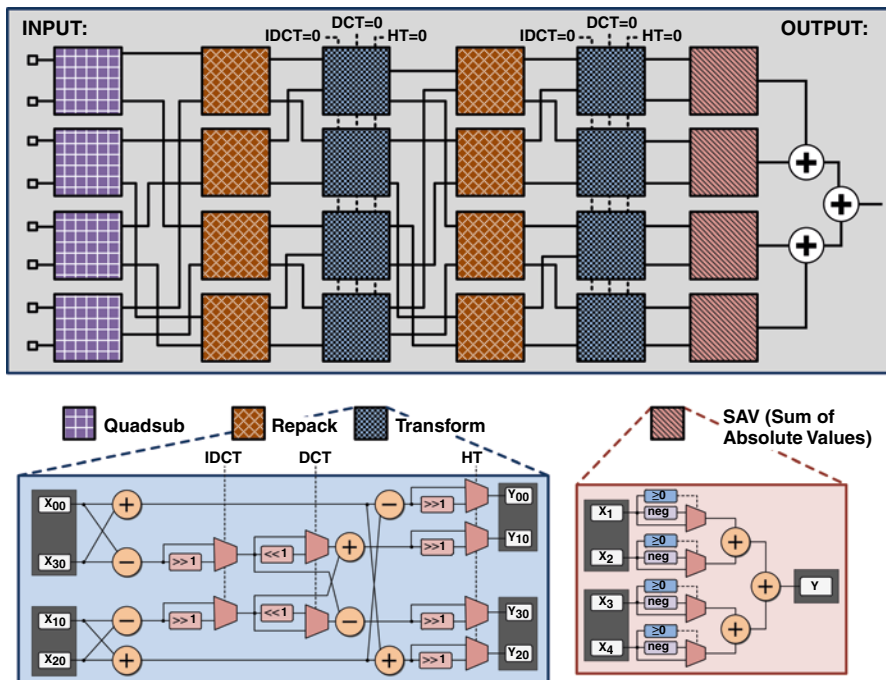 INPUT:
DCT=0
IDCT=0
HT=0
DCT=0
IDCT=0
HT=0
OUTPUT:
+
+
+
Quadsub
Repack
Transform
SAV (Sum of
Absolute Values)
IDCT
DCT
HT
X00
X30
X10
X20
+
−
−
+
>>1
>>1
<<1
<<1
+
−
−
+
>>1
>>1
>>1
>>1
Y00
Y10
Y30
Y20
X1
X2
X3
X4
≥0
neg
≥0
neg
≥0
neg
≥0
neg
+
+
+
Y